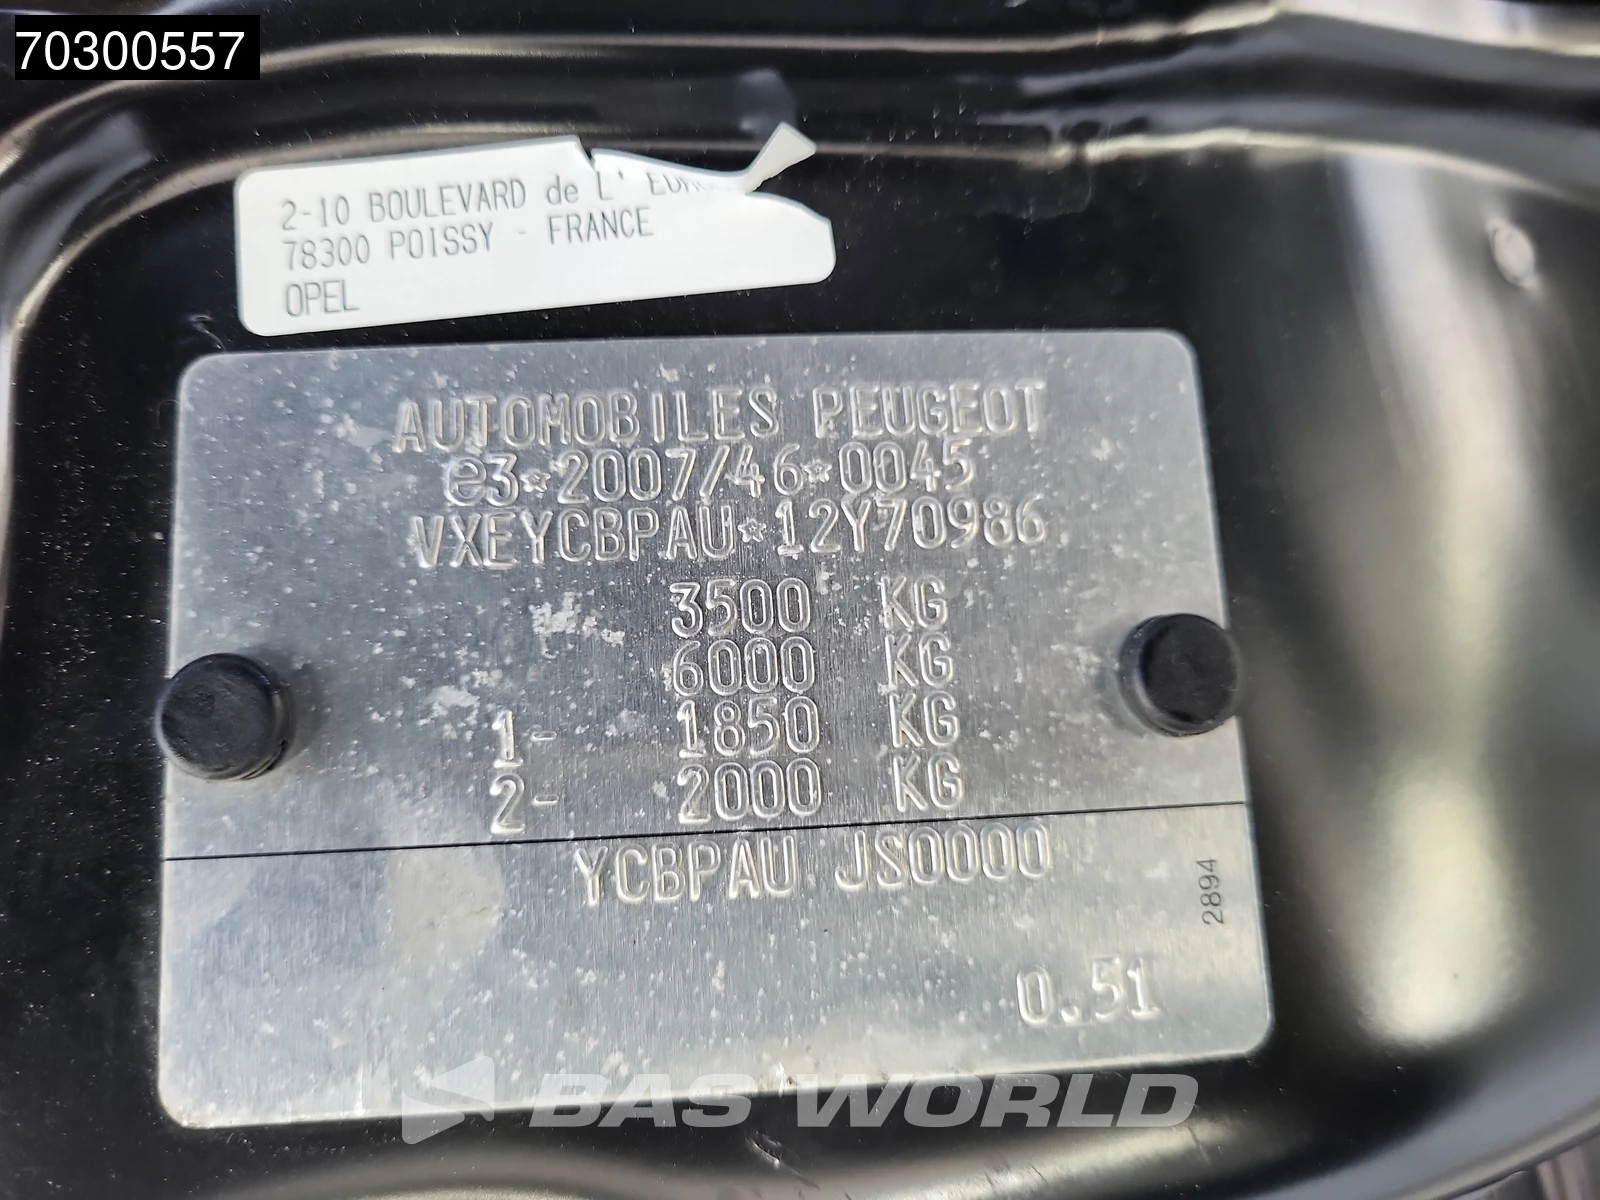 70300557
2-10 BOULEVARD de L'
78300 POISSY - FRANCE
OPEL
AUTOMOBILES PEUGEOT
e3*2007/46*0045
VXEYCBPAU*12Y70986
3500 KG
6000 KG
1- 1850 KG
2- 2000 KG
YCBPAU JS0000
2894
0.51
BAS WORLD